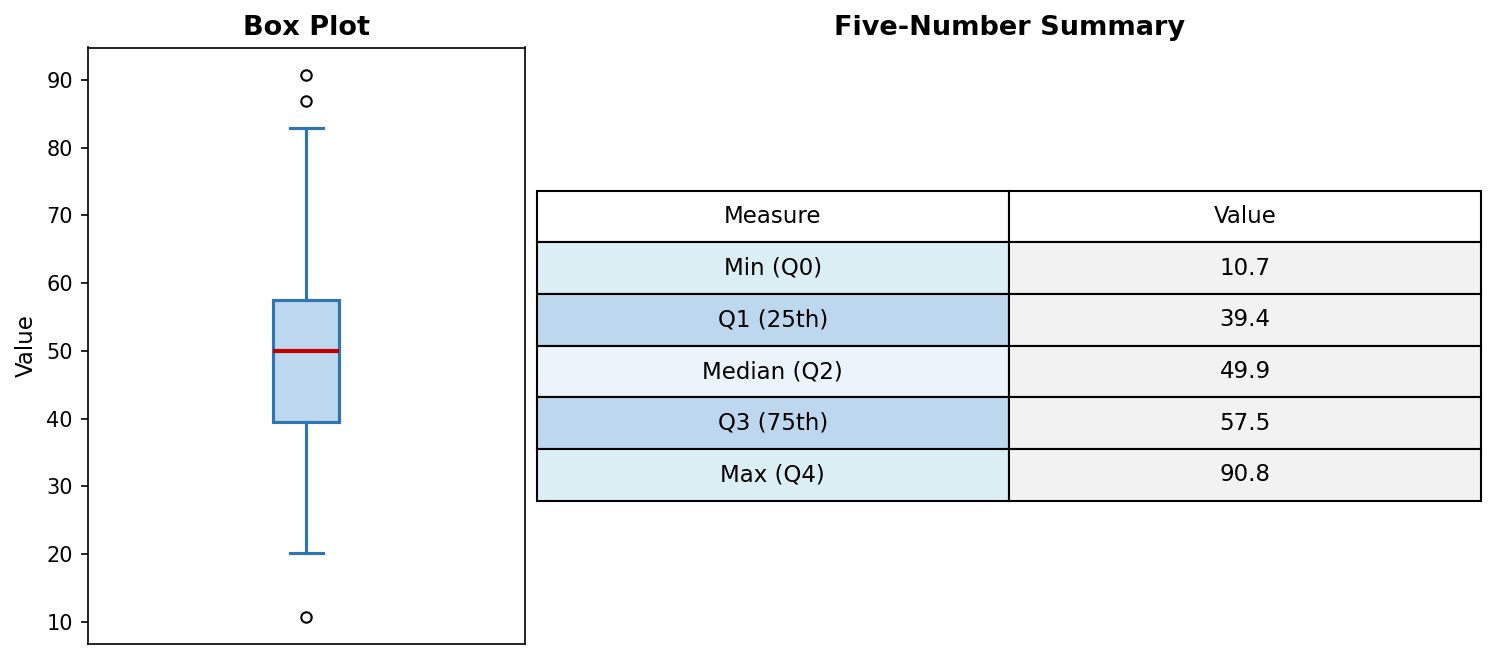 Box Plot
Five-Number Summary
Value
90
80
70
60
50
40
30
20
10
Measure Value
Min (Q0) 10.7
Q1 (25th) 39.4
Median (Q2) 49.9
Q3 (75th) 57.5
Max (Q4) 90.8